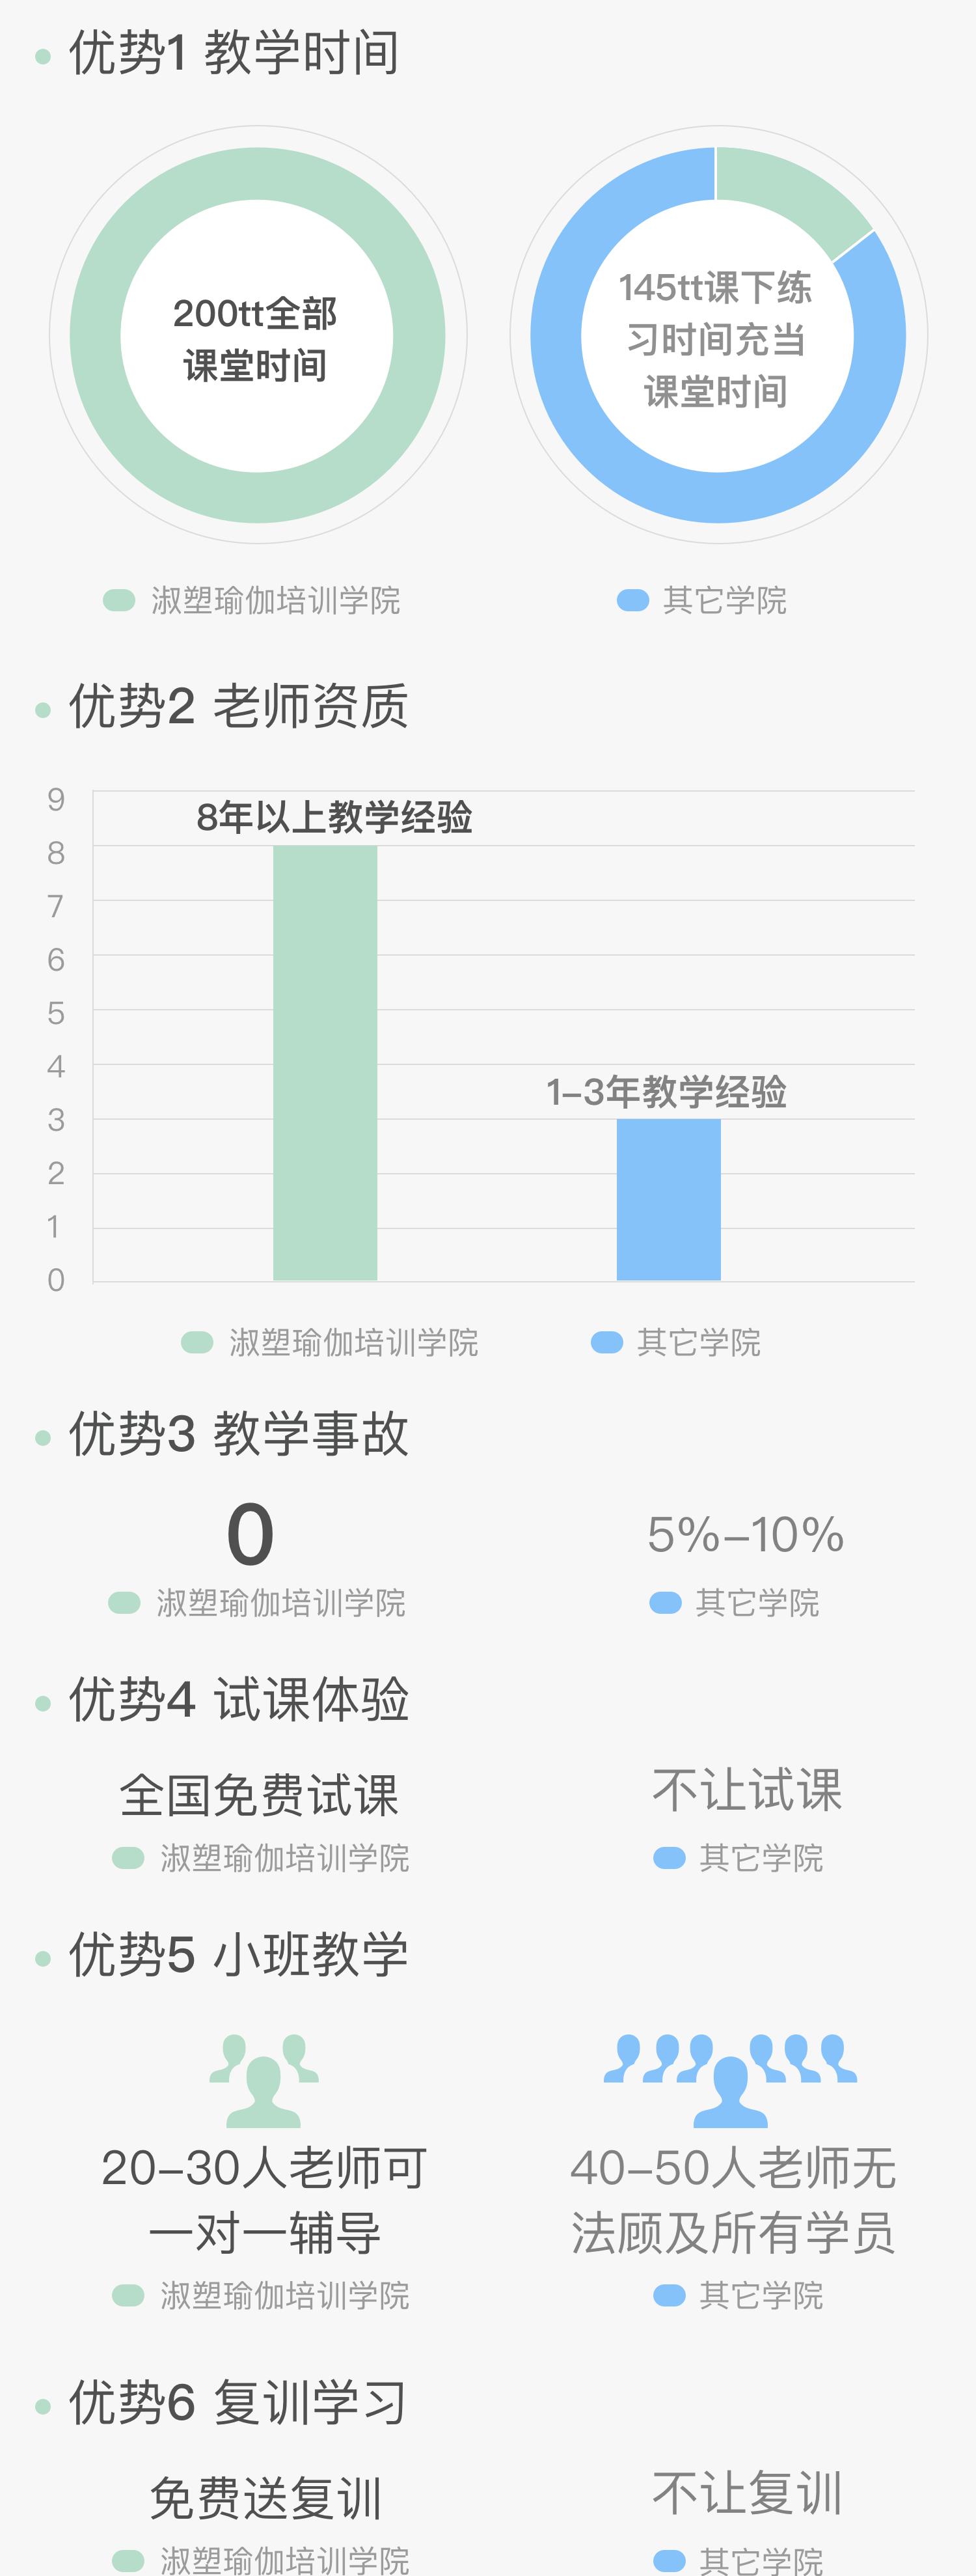 优势1 教学时间
200tt全部
课堂时间
145tt课下练
习时间充当
课堂时间
淑塑瑜伽培训学院
其它学院
优势2 老师资质
9
8年以上教学经验
8
7
6
5
4
1–3年教学经验
3
2
1
0
淑塑瑜伽培训学院
其它学院
优势3 教学事故
0
5%–10%
淑塑瑜伽培训学院
其它学院
优势4 试课体验
全国免费试课
不让试课
淑塑瑜伽培训学院
其它学院
优势5 小班教学
20–30人老师可
一对一辅导
40–50人老师无
法顾及所有学员
淑塑瑜伽培训学院
其它学院
优势6 复训学习
免费送复训
不让复训
淑塑瑜伽培训学院
其它学院